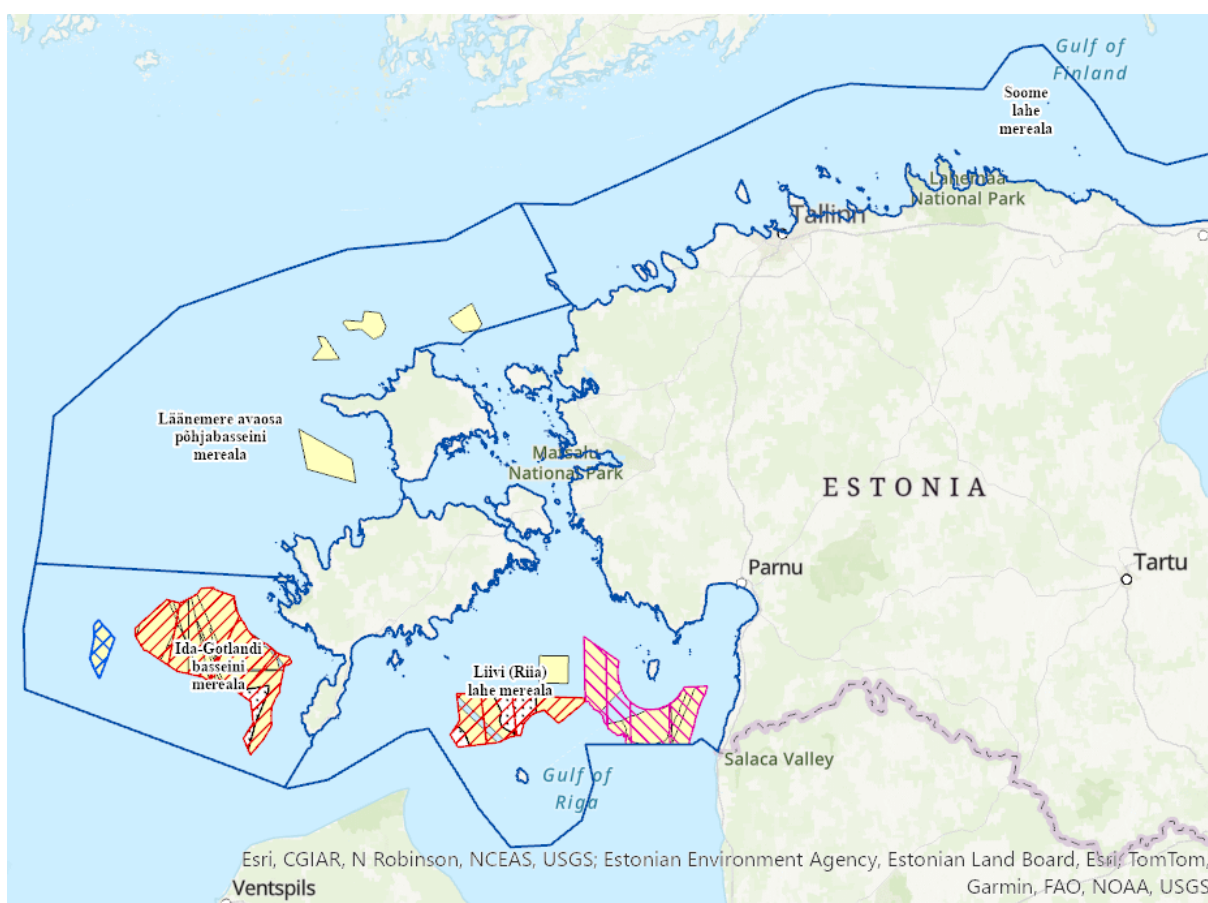 Gulf of
Finland
Soome
lahe
mereala
Lahemaa
National Park
Tallinn
Läänemere avaosa
põhjabasseini
mereala
Matsalu
National Park
ESTONIA
Parnu
Tartu
Ida-Gotlandi
basseini
mereala
Liivi (Riia)
lahe mereala
Salaca Valley
Gulf of
Riga
Esri, CGIAR, N Robinson, NCEAS, USGS; Estonian Environment Agency, Estonian Land Board, Esri, TomTom,
Garmin, FAO, NOAA, USGS
Ventspils